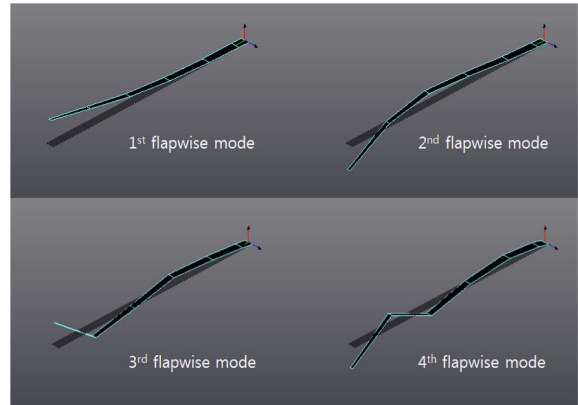 1st flapwise mode
2nd flapwise mode
3rd flapwise mode
4th flapwise mode